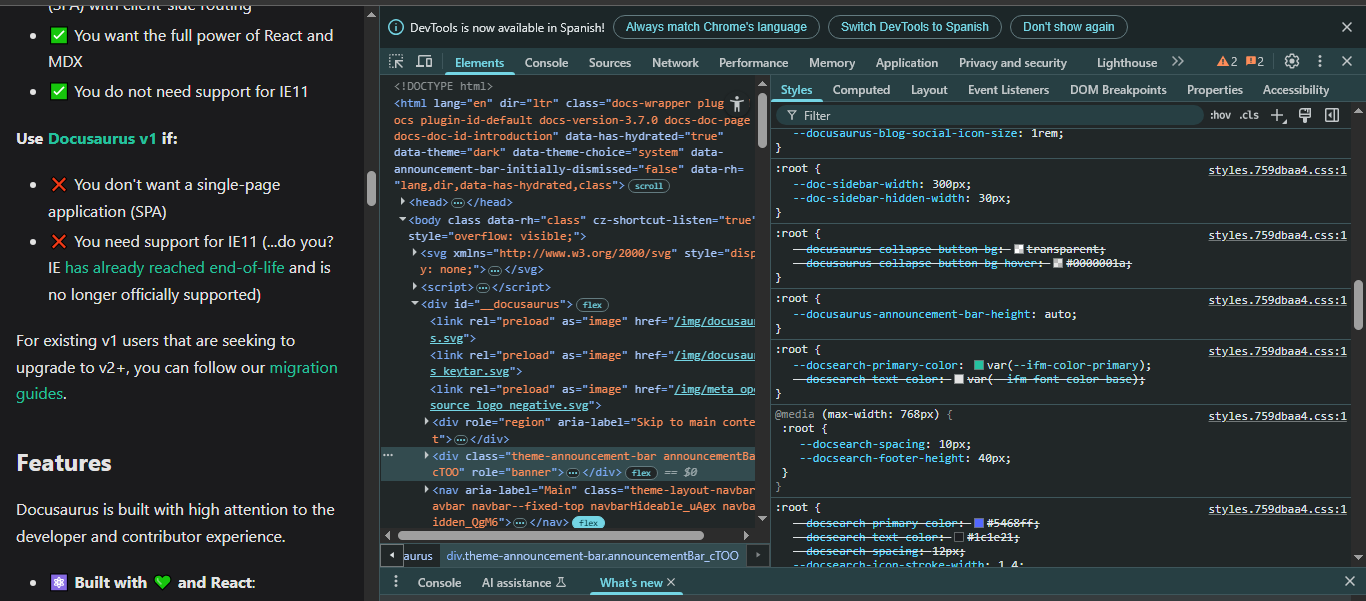 (SPA) with client-side routing
✅ You want the full power of React and
MDX
✅ You do not need support for IE11
Use Docusaurus v1 if:
❌ You don't want a single-page
application (SPA)
❌ You need support for IE11 (...do you?
IE has already reached end-of-life and is
no longer officially supported)
For existing v1 users that are seeking to
upgrade to v2+, you can follow our migration
guides.
Features
Docusaurus is built with high attention to the
developer and contributor experience.
⚛️ Built with 💚 and React:
DevTools is now available in Spanish! Always match Chrome's language Switch DevTools to Spanish Don't show again
Elements Console Sources Network Performance Memory Application Privacy and security Lighthouse 2 2
<!DOCTYPE html>
<html lang="en" dir="ltr" class="docs-wrapper plug
ocs plugin-id-default docs-version-3.7.0 docs-doc-page
docs-doc-id-introduction" data-has-hydrated="true"
data-theme="dark" data-theme-choice="system" data-
announcement-bar-initially-dismissed="false" data-rh=
"lang,dir,data-has-hydrated,class"> scroll
<head> … </head>
<body class data-rh="class" cz-shortcut-listen="true"
style="overflow: visible;">
<svg xmlns="http://www.w3.org/2000/svg" style="disp
y: none;"> … </svg>
<script> … </script>
<div id="__docusaurus"> flex
<link rel="preload" as="image" href="/img/docusau
s.svg">
<link rel="preload" as="image" href="/img/docusau
s_keytar.svg">
<link rel="preload" as="image" href="/img/meta_op
source_logo_negative.svg">
<div role="region" aria-label="Skip to main conte
t"> … </div>
… <div class="theme-announcement-bar announcementBa
cTOO" role="banner"> … </div> flex == $0
<nav aria-label="Main" class="theme-layout-navbar
avbar navbar--fixed-top navbarHideable_uAgx navba
idden_QgM6"> … </nav> flex
aurus div.theme-announcement-bar.announcementBar_cTOO
Styles Computed Layout Event Listeners DOM Breakpoints Properties Accessibility
Filter :hov .cls
--docusaurus-blog-social-icon-size: 1rem;
}
:root { styles.759dbaa4.css:1
--doc-sidebar-width: 300px;
--doc-sidebar-hidden-width: 30px;
}
:root { styles.759dbaa4.css:1
--docusaurus-collapse-button-bg: transparent;
--docusaurus-collapse-button-bg-hover: #0000001a;
}
:root { styles.759dbaa4.css:1
--docusaurus-announcement-bar-height: auto;
}
:root { styles.759dbaa4.css:1
--docsearch-primary-color: var(--ifm-color-primary);
--docsearch-text-color: var(--ifm-font-color-base);
}
@media (max-width: 768px) { styles.759dbaa4.css:1
:root {
--docsearch-spacing: 10px;
--docsearch-footer-height: 40px;
}
}
:root { styles.759dbaa4.css:1
--docsearch-primary-color: #5468ff;
--docsearch-text-color: #1c1e21;
--docsearch-spacing: 12px;
--docsearch-icon-stroke-width: 1.4;
Console AI assistance What's new